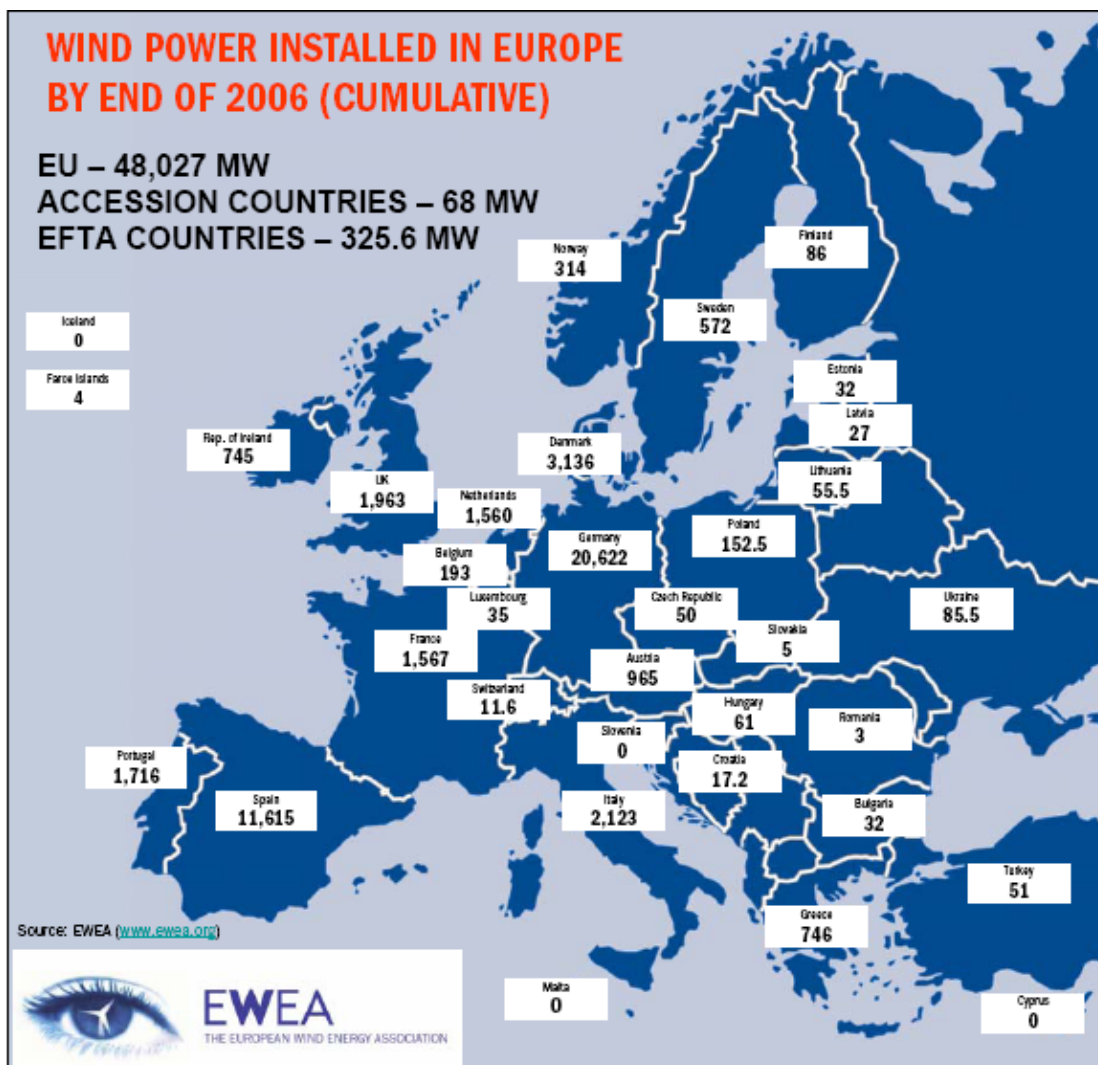 WIND POWER INSTALLED IN EUROPE
BY END OF 2006 (CUMULATIVE)
EU – 48,027 MW
ACCESSION COUNTRIES – 68 MW
EFTA COUNTRIES – 325.6 MW
Norway
314
Finland
86
Sweden
572
Iceland
0
Faroe Islands
4
Estonia
32
Latvia
27
Rep. of Ireland
745
Denmark
3,136
Lithuania
55.5
UK
1,963
Netherlands
1,560
Germany
20,622
Poland
152.5
Belgium
193
Luxembourg
35
Czech Republic
50
Ukraine
85.5
Slovakia
5
France
1,567
Austria
965
Switzerland
11.6
Hungary
61
Romania
3
Slovenia
0
Croatia
17.2
Portugal
1,716
Spain
11,615
Italy
2,123
Bulgaria
32
Turkey
51
Greece
746
Source: EWEA (www.ewea.org)
Malta
0
Cyprus
0
EWEA
THE EUROPEAN WIND ENERGY ASSOCIATION